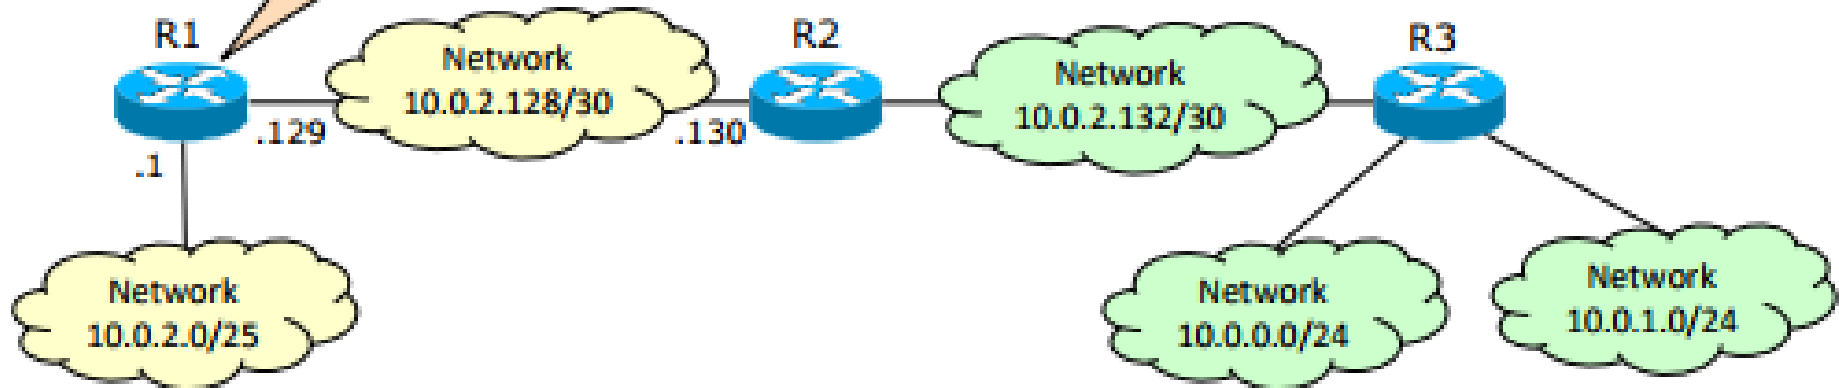 R1
R2
R3
Network
10.0.2.128/30
Network
10.0.2.132/30
.129
.130
.1
Network
10.0.2.0/25
Network
10.0.0.0/24
Network
10.0.1.0/24